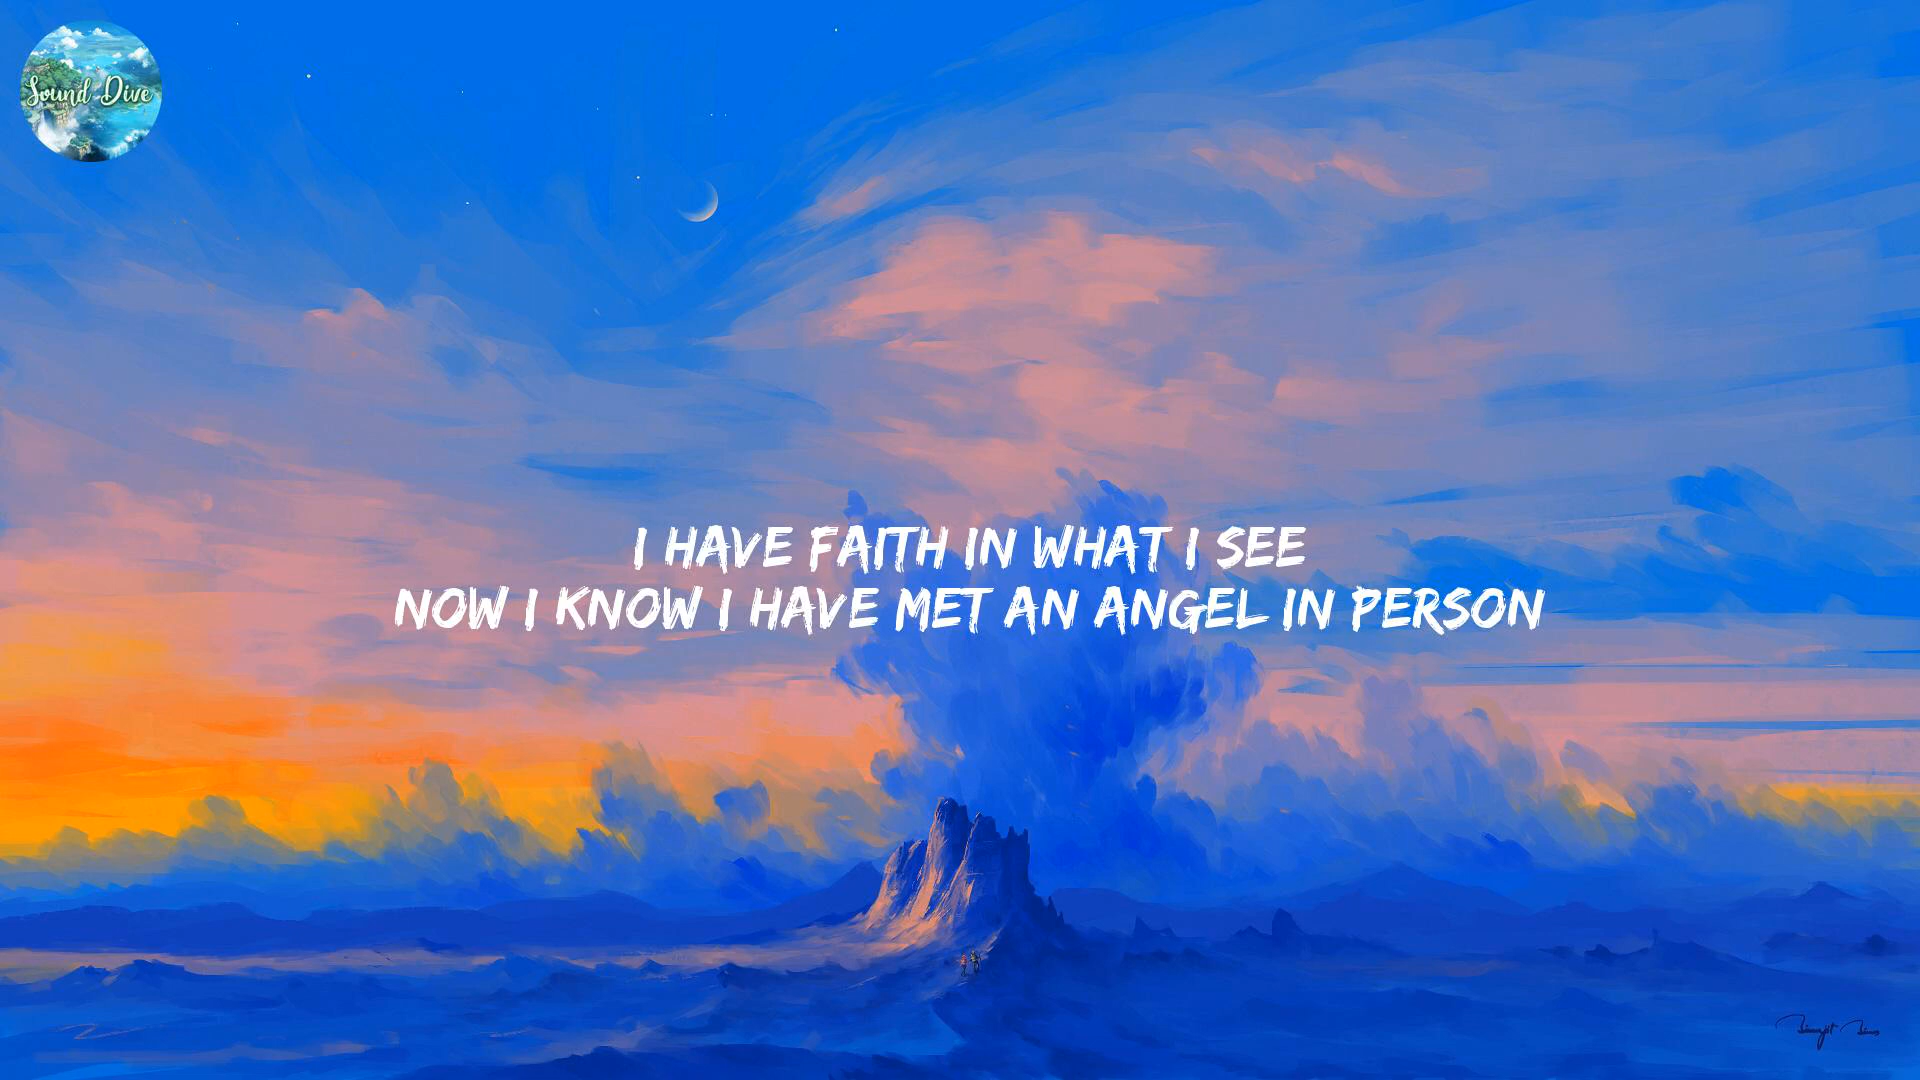 Sound Dive
I HAVE FAITH IN WHAT I SEE
NOW I KNOW I HAVE MET AN ANGEL IN PERSON